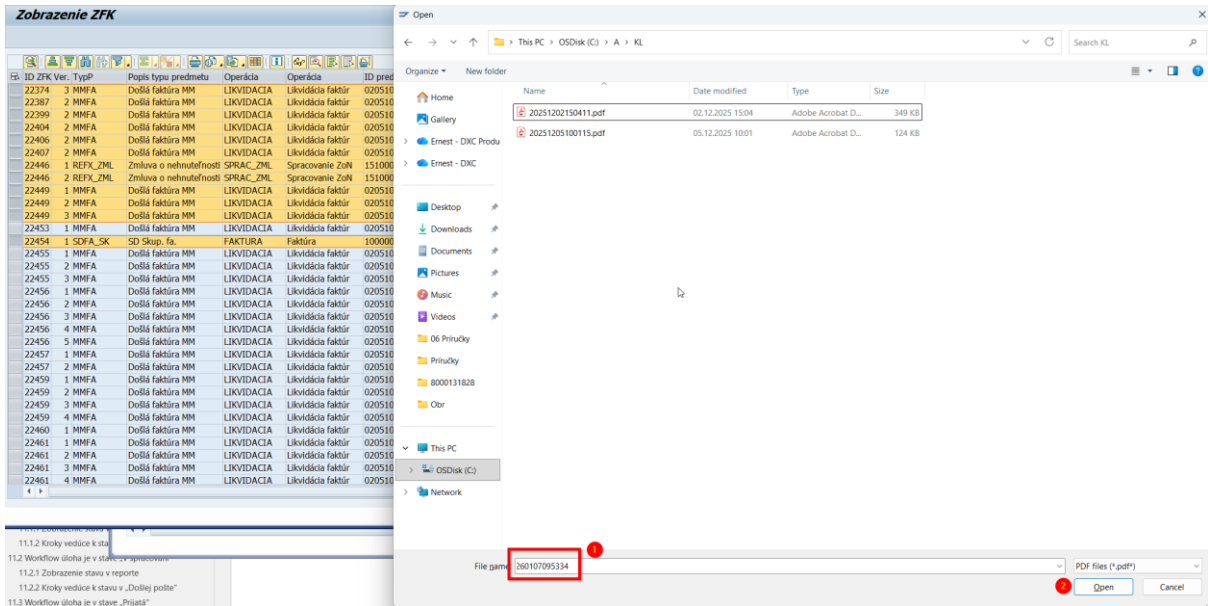 Zobrazenie ZFK
ID ZFK Ver. TypP Popis typu predmetu Operácia Operácia ID pred
22374 3 MMFA Došlá faktúra MM LIKVIDACIA Likvidácia faktúr 020510
22387 2 MMFA Došlá faktúra MM LIKVIDACIA Likvidácia faktúr 020510
22399 2 MMFA Došlá faktúra MM LIKVIDACIA Likvidácia faktúr 020510
22404 2 MMFA Došlá faktúra MM LIKVIDACIA Likvidácia faktúr 020510
22406 2 MMFA Došlá faktúra MM LIKVIDACIA Likvidácia faktúr 020510
22407 2 MMFA Došlá faktúra MM LIKVIDACIA Likvidácia faktúr 020510
22446 1 REFX_ZML Zmluva o nehnuteľnosti SPRAC_ZML Spracovanie ZoN 151000
22446 2 REFX_ZML Zmluva o nehnuteľnosti SPRAC_ZML Spracovanie ZoN 151000
22449 1 MMFA Došlá faktúra MM LIKVIDACIA Likvidácia faktúr 020510
22449 2 MMFA Došlá faktúra MM LIKVIDACIA Likvidácia faktúr 020510
22449 3 MMFA Došlá faktúra MM LIKVIDACIA Likvidácia faktúr 020510
22453 1 MMFA Došlá faktúra MM LIKVIDACIA Likvidácia faktúr 020510
22454 1 SDFA_SK SD Skup. fa. FAKTURA Faktúra 100000
22455 1 MMFA Došlá faktúra MM LIKVIDACIA Likvidácia faktúr 020510
22455 2 MMFA Došlá faktúra MM LIKVIDACIA Likvidácia faktúr 020510
22455 3 MMFA Došlá faktúra MM LIKVIDACIA Likvidácia faktúr 020510
22456 1 MMFA Došlá faktúra MM LIKVIDACIA Likvidácia faktúr 020510
22456 2 MMFA Došlá faktúra MM LIKVIDACIA Likvidácia faktúr 020510
22456 3 MMFA Došlá faktúra MM LIKVIDACIA Likvidácia faktúr 020510
22456 4 MMFA Došlá faktúra MM LIKVIDACIA Likvidácia faktúr 020510
22456 5 MMFA Došlá faktúra MM LIKVIDACIA Likvidácia faktúr 020510
22457 1 MMFA Došlá faktúra MM LIKVIDACIA Likvidácia faktúr 020510
22457 2 MMFA Došlá faktúra MM LIKVIDACIA Likvidácia faktúr 020510
22459 1 MMFA Došlá faktúra MM LIKVIDACIA Likvidácia faktúr 020510
22459 2 MMFA Došlá faktúra MM LIKVIDACIA Likvidácia faktúr 020510
22459 3 MMFA Došlá faktúra MM LIKVIDACIA Likvidácia faktúr 020510
22459 4 MMFA Došlá faktúra MM LIKVIDACIA Likvidácia faktúr 020510
22460 1 MMFA Došlá faktúra MM LIKVIDACIA Likvidácia faktúr 020510
22461 1 MMFA Došlá faktúra MM LIKVIDACIA Likvidácia faktúr 020510
22461 2 MMFA Došlá faktúra MM LIKVIDACIA Likvidácia faktúr 020510
22461 3 MMFA Došlá faktúra MM LIKVIDACIA Likvidácia faktúr 020510
22461 4 MMFA Došlá faktúra MM LIKVIDACIA Likvidácia faktúr 020510
11.1.2 Kroky vedúce k sta
11.2 Workflow úloha je v stave „V spracovaní"
11.2.1 Zobrazenie stavu v reporte
11.2.2 Kroky vedúce k stavu v „Došlej pošte"
11.3 Workflow úloha je v stave „Prijatá"
Open
This PC > OSDisk (C:) > A > KL
Search KL
Organize
New folder
Name Date modified Type Size
20251202150411.pdf 02.12.2025 15:04 Adobe Acrobat D... 349 KB
20251205100115.pdf 05.12.2025 10:01 Adobe Acrobat D... 124 KB
Home
Gallery
Ernest - DXC Produ
Ernest - DXC
Desktop
Downloads
Documents
Pictures
Music
Videos
06 Príručky
Príručky
8000131828
Obr
This PC
OSDisk (C:)
Network
1
File name: 260107095334
PDF files (*.pdf*)
2
Open
Cancel